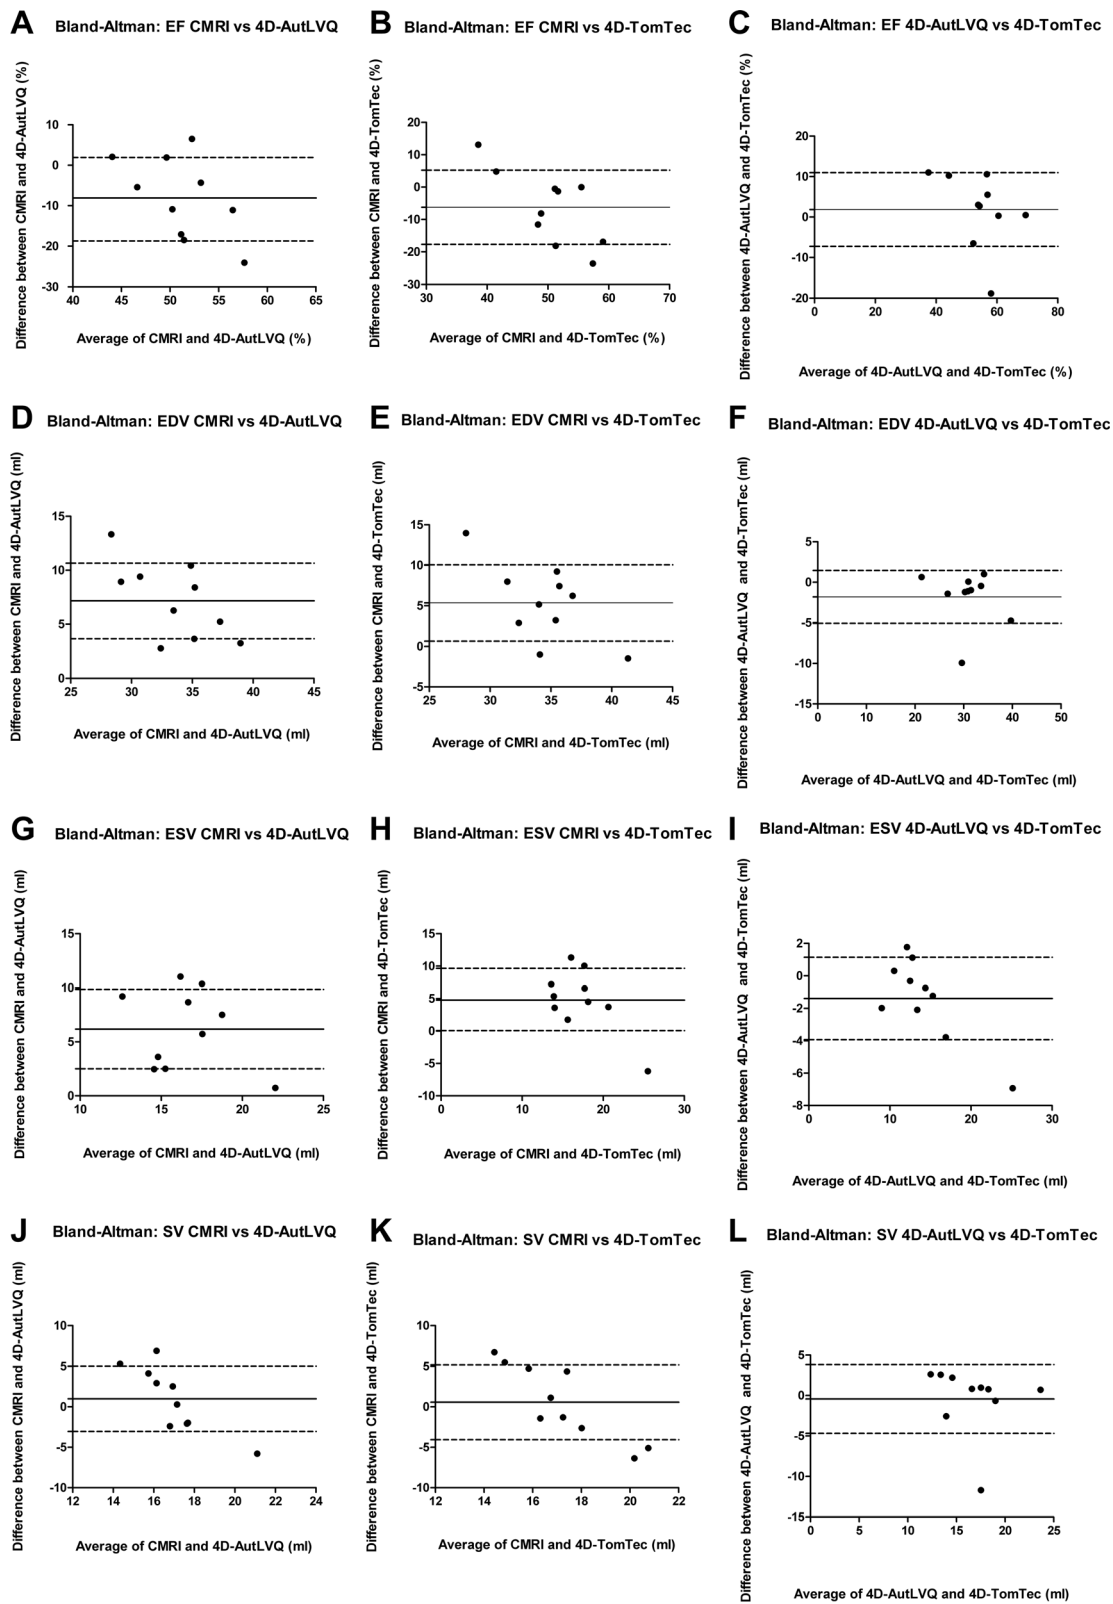 A Bland-Altman: EF CMRI vs 4D-AutLVQ
Difference between CMRI and 4D-AutLVQ (%)
10
0
-10
-20
-30
40 45 50 55 60 65
Average of CMRI and 4D-AutLVQ (%)
B Bland-Altman: EF CMRI vs 4D-TomTec
Difference between CMRI and 4D-TomTec (%)
20
10
0
-10
-20
-30
30 40 50 60 70
Average of CMRI and 4D-TomTec (%)
C Bland-Altman: EF 4D-AutLVQ vs 4D-TomTec
Difference between 4D-AutLVQ and 4D-TomTec (%)
20
10
0
-10
-20
0 20 40 60 80
Average of 4D-AutLVQ and 4D-TomTec (%)
D Bland-Altman: EDV CMRI vs 4D-AutLVQ
Difference between CMRI and 4D-AutLVQ (ml)
15
10
5
0
25 30 35 40 45
Average of CMRI and 4D-AutLVQ (ml)
E Bland-Altman: EDV CMRI vs 4D-TomTec
Difference between CMRI and 4D-TomTec (ml)
15
10
5
0
-5
25 30 35 40 45
Average of CMRI and 4D-TomTec (ml)
F Bland-Altman: EDV 4D-AutLVQ vs 4D-TomTec
Difference between 4D-AutLVQ and 4D-TomTec (ml)
5
0
-5
-10
-15
0 10 20 30 40 50
Average of 4D-AutLVQ and 4D-TomTec (ml)
G Bland-Altman: ESV CMRI vs 4D-AutLVQ
Difference between CMRI and 4D-AutLVQ (ml)
15
10
5
0
10 15 20 25
Average of CMRI and 4D-AutLVQ (ml)
H Bland-Altman: ESV CMRI vs 4D-TomTec
Difference between CMRI and 4D-TomTec (ml)
15
10
5
0
-5
-10
0 10 20 30
Average of CMRI and 4D-TomTec (ml)
I Bland-Altman: ESV 4D-AutLVQ vs 4D-TomTec
Difference between 4D-AutLVQ and 4D-TomTec (ml)
2
0
-2
-4
-6
-8
0 10 20 30
Average of 4D-AutLVQ and 4D-TomTec (ml)
J Bland-Altman: SV CMRI vs 4D-AutLVQ
Difference between CMRI and 4D-AutLVQ (ml)
10
5
0
-5
-10
12 14 16 18 20 22 24
Average of CMRI and 4D-AutLVQ (ml)
K Bland-Altman: SV CMRI vs 4D-TomTec
Difference between CMRI and 4D-TomTec (ml)
10
5
0
-5
-10
12 14 16 18 20 22
Average of CMRI and 4D-TomTec (ml)
L Bland-Altman: SV 4D-AutLVQ vs 4D-TomTec
Difference between 4D-AutLVQ and 4D-TomTec (ml)
5
0
-5
-10
-15
0 5 10 15 20 25
Average of 4D-AutLVQ and 4D-TomTec (ml)